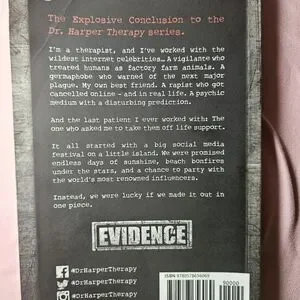 The Explosive Conclusion to the
Dr. Harper Therapy series.
I'm a therapist, and I've worked with the
wildest internet celebrities... A vigilante who
treated humans as factory farm animals. A
germaphobe who warned of the next major
plague. My own best friend. A rapist who got
cancelled online - and in real life. A psychic
medium with a disturbing prediction.
And the last patient I ever worked with: The
one who asked me to take them off life support.
It all started with a big social media
festival on a little island. We were promised
endless days of sunshine, beach bonfires
under the stars, and a chance to party with
the world's most renowned influencers.
Instead, we were lucky if we made it out in
one piece.
EVIDENCE
#DrHarperTherapy
@DrHarperTherapy
#DrHarperTherapy
ISBN 9780578656069
90000